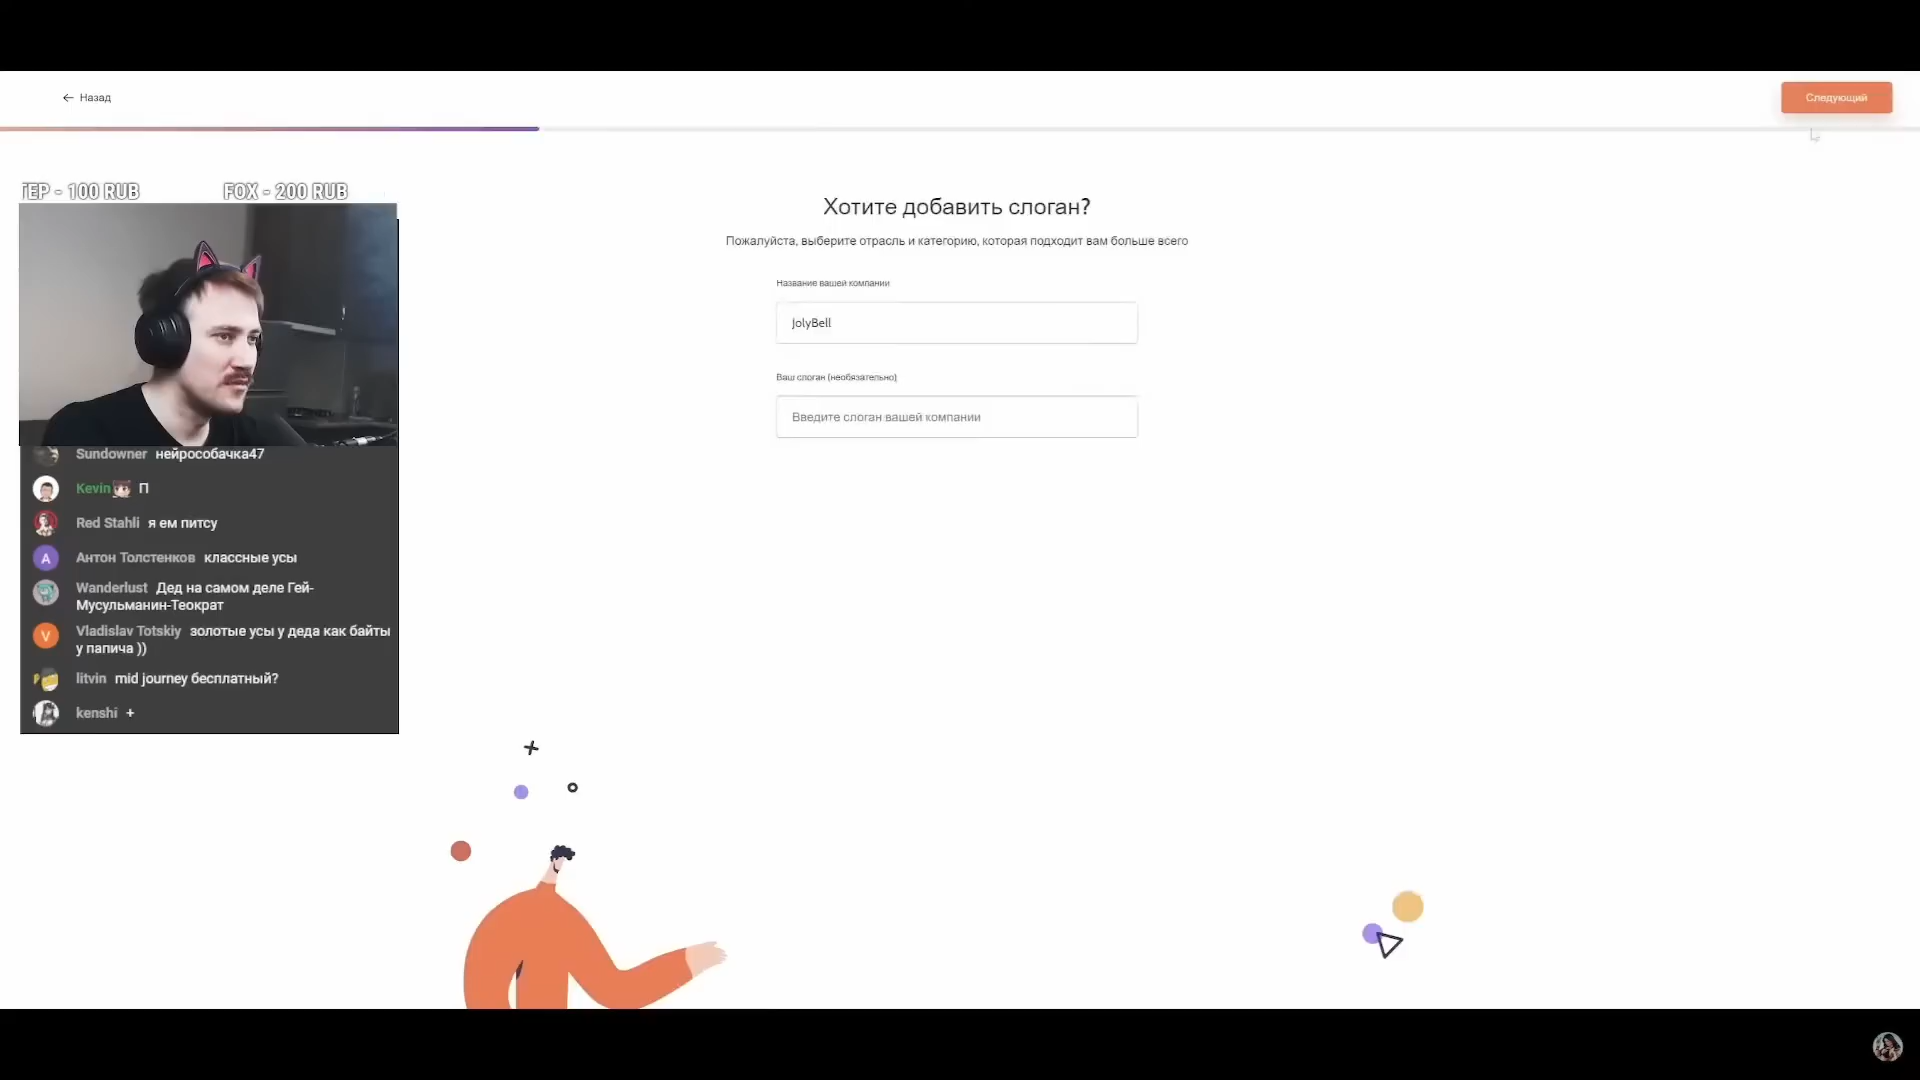 ← Назад
Следующий
ТЕР - 100 RUB FOX - 200 RUB
Хотите добавить слоган?
Пожалуйста, выберите отрасль и категорию, которая подходит вам больше всего
Название вашей компании
jolyBell
Ваш слоган (необязательно)
Введите слоган вашей компании
Sundowner нейрособачка47
Kevin П
Red Stahli я ем питсу
А Антон Толстенков классные усы
Wanderlust Дед на самом деле Гей-
Мусульманин-Теократ
V Vladislav Totskiy золотые усы у деда как байты
у папича ))
litvin mid journey бесплатный?
kenshi +